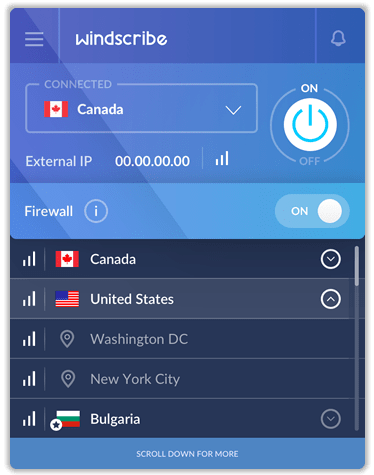 windscribe
CONNECTED
Canada
ON
OFF
External IP 00.00.00.00
Firewall i ON
Canada
United States
Washington DC
New York City
Bulgaria
SCROLL DOWN FOR MORE